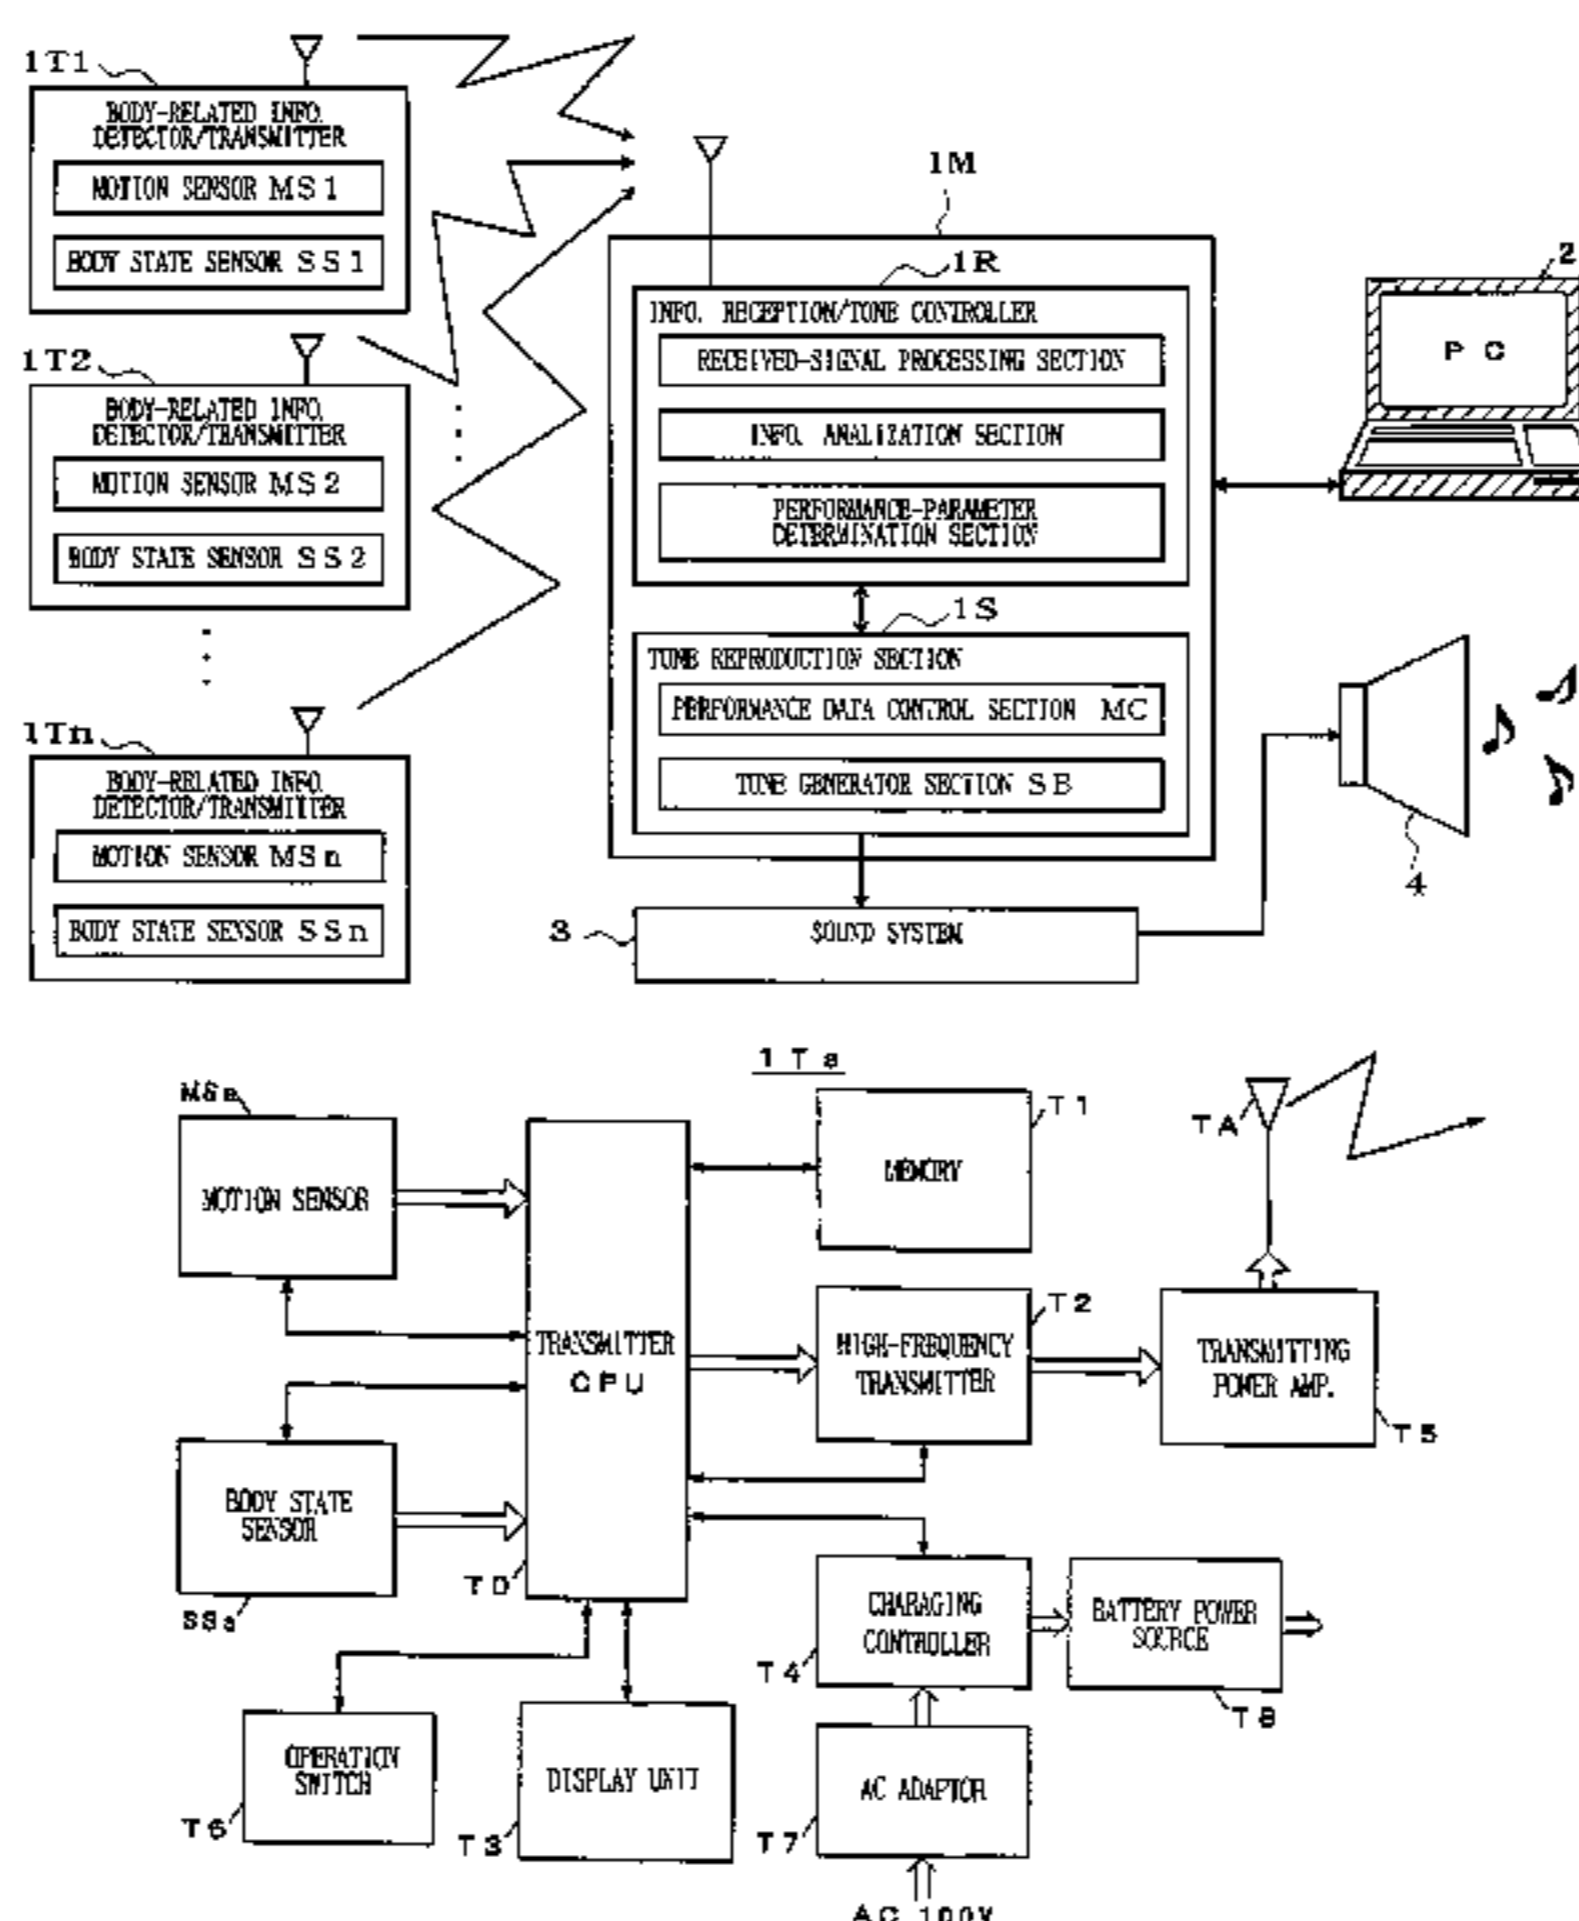 1T1
BODY-RELATED INFO.
DETECTOR/TRANSMITTER
MOTION SENSOR MS1
BODY STATE SENSOR SS1
1T2
BODY-RELATED INFO.
DETECTOR/TRANSMITTER
MOTION SENSOR MS2
BODY STATE SENSOR SS2
1Tn
BODY-RELATED INFO.
DETECTOR/TRANSMITTER
MOTION SENSOR MSn
BODY STATE SENSOR SSn
1M
1R
INFO. RECEPTION/TONE CONTROLLER
RECEIVED-SIGNAL PROCESSING SECTION
INFO. ANALIZATION SECTION
PERFORMANCE-PARAMETER
DETERMINATION SECTION
1S
TONE REPRODUCTION SECTION
PERFORMANCE DATA CONTROL SECTION MC
TONE GENERATOR SECTION SB
3
SOUND SYSTEM
2
PC
4
1Ta
MSa
MOTION SENSOR
TRANSMITTER
CPU
T0
BODY STATE
SENSOR
SSa
MEMORY
T1
HIGH-FREQUENCY
TRANSMITTER
T2
TA
TRANSMITTING
POWER AMP.
T5
CHARAGING
CONTROLLER
T4
BATTERY POWER
SOURCE
T8
OPERATION
SWITCH
T6
DISPLAY UNIT
T3
AC ADAPTOR
T7
AC 100V